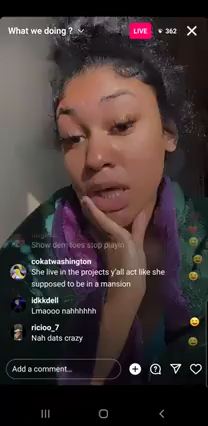 What we doing ?
LIVE
362
Show dem toes stop playin
cokatwashington
She live in the projects y'all act like she
supposed to be in a mansion
idkkdell
Lmaooo nahhhhhh
ricioo_7
Nah dats crazy
Add a comment...